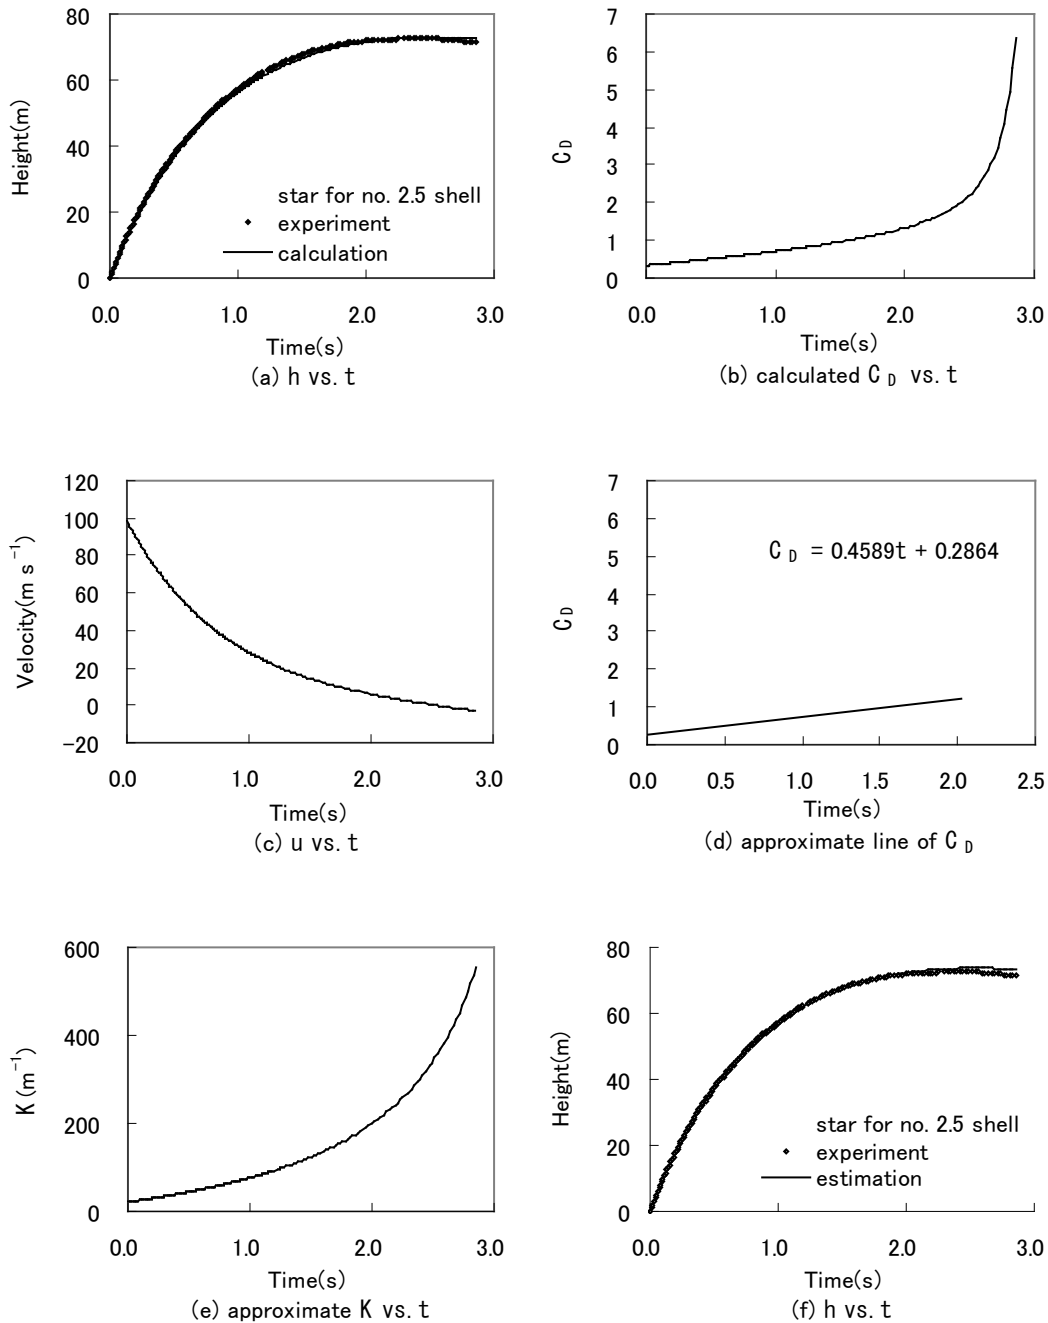 80
60
40
20
0
Height(m)
star for no. 2.5 shell
experiment
calculation
0.0 1.0 2.0 3.0
Time(s)
(a) h vs. t
7
6
5
4
3
2
1
0
C D
0.0 1.0 2.0 3.0
Time(s)
(b) calculated C D vs. t
120
100
80
60
40
20
0
-20
Velocity(m s-1)
0.0 1.0 2.0 3.0
Time(s)
(c) u vs. t
7
6
5
4
3
2
1
0
C D
C D = 0.4589t + 0.2864
0.0 0.5 1.0 1.5 2.0 2.5
Time(s)
(d) approximate line of C D
600
400
200
0
K (m-1)
0.0 1.0 2.0 3.0
Time(s)
(e) approximate K vs. t
80
60
40
20
0
Height(m)
star for no. 2.5 shell
experiment
estimation
0.0 1.0 2.0 3.0
Time(s)
(f) h vs. t